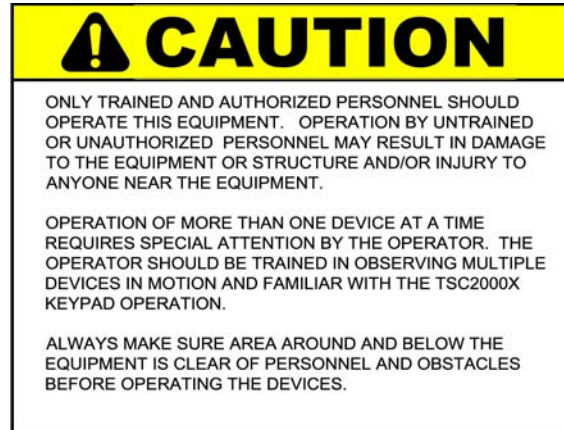 CAUTION
ONLY TRAINED AND AUTHORIZED PERSONNEL SHOULD
OPERATE THIS EQUIPMENT. OPERATION BY UNTRAINED
OR UNAUTHORIZED PERSONNEL MAY RESULT IN DAMAGE
TO THE EQUIPMENT OR STRUCTURE AND/OR INJURY TO
ANYONE NEAR THE EQUIPMENT.
OPERATION OF MORE THAN ONE DEVICE AT A TIME
REQUIRES SPECIAL ATTENTION BY THE OPERATOR. THE
OPERATOR SHOULD BE TRAINED IN OBSERVING MULTIPLE
DEVICES IN MOTION AND FAMILIAR WITH THE TSC2000X
KEYPAD OPERATION.
ALWAYS MAKE SURE AREA AROUND AND BELOW THE
EQUIPMENT IS CLEAR OF PERSONNEL AND OBSTACLES
BEFORE OPERATING THE DEVICES.